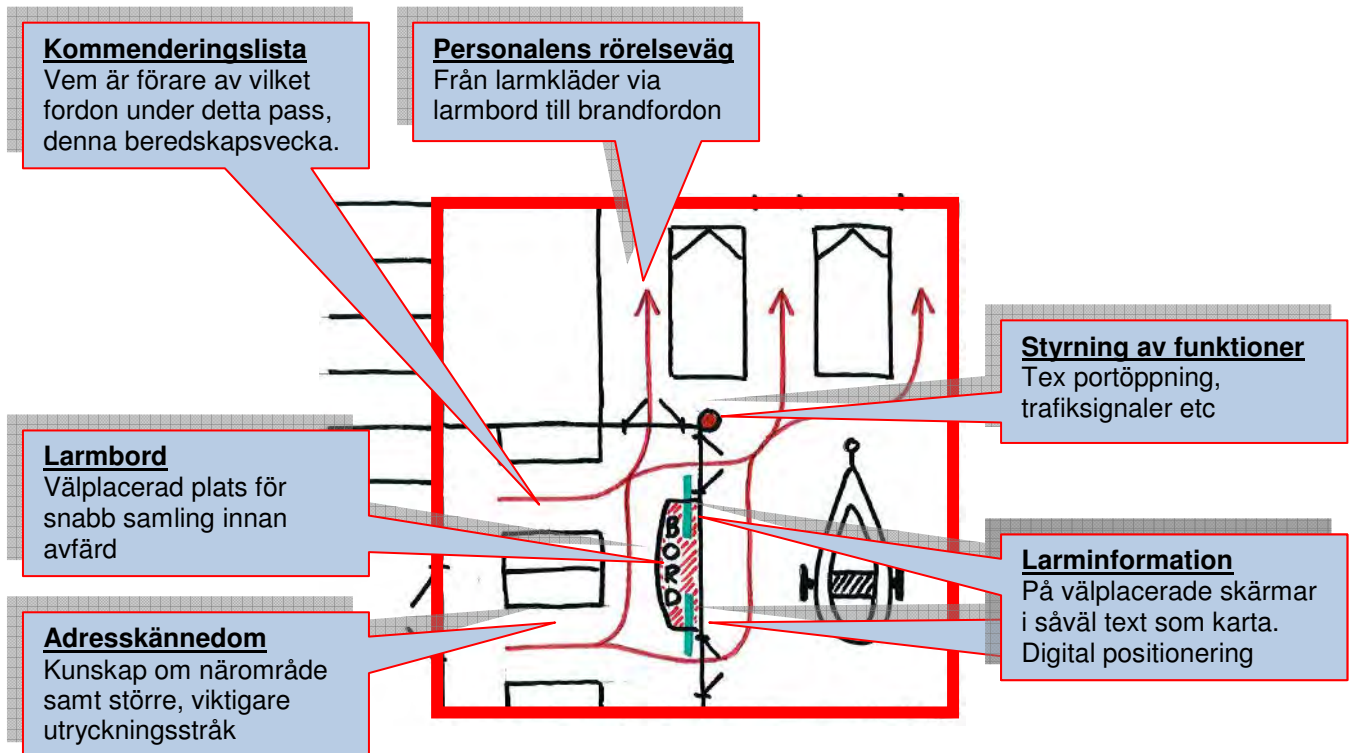 Kommenderingslista
Vem är förare av vilket
fordon under detta pass,
denna beredskapsvecka.
Personalens rörelseväg
Från larmkläder via
larmbord till brandfordon
Styrning av funktioner
Tex portöppning,
trafiksignaler etc
Larmbord
Välplacerad plats för
snabb samling innan
avfärd
BORD
Larminformation
På välplacerade skärmar
i såväl text som karta.
Digital positionering
Adresskännedom
Kunskap om närområde
samt större, viktigare
utryckningsstråk